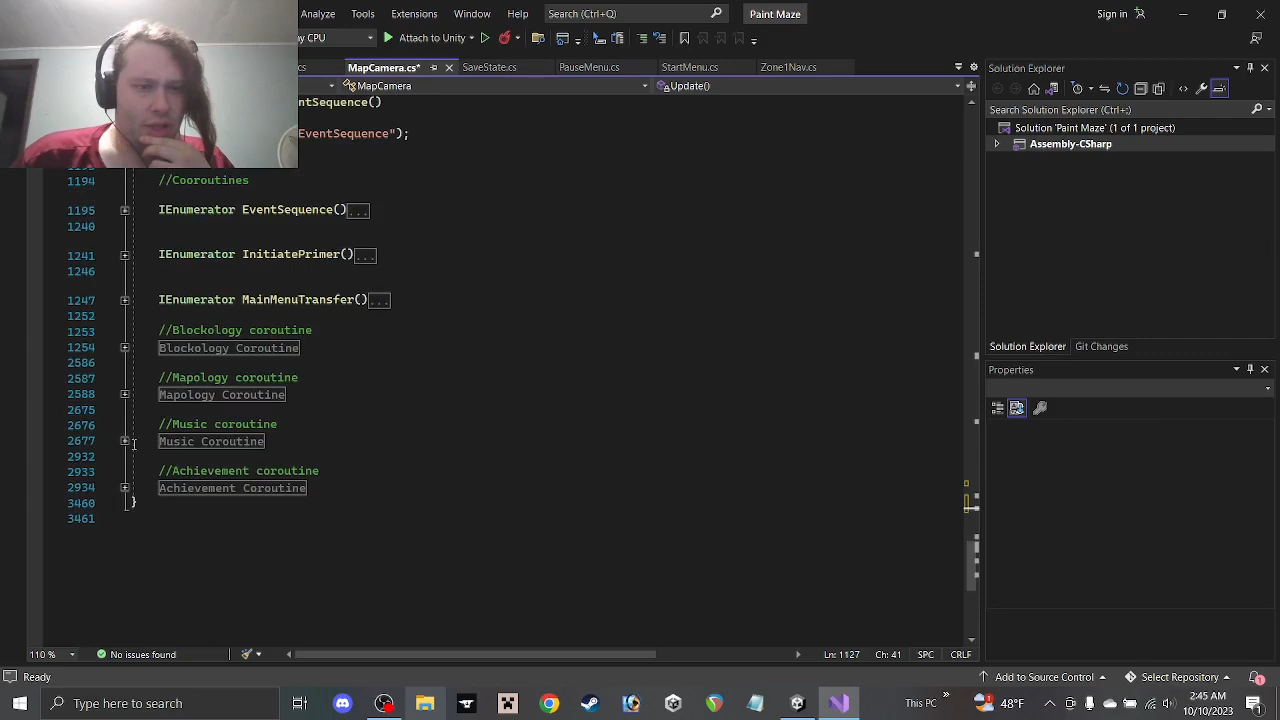 Analyze Tools Extensions Window Help Search (Ctrl+Q) Paint Maze Sign in
CPU Attach to Unity
cs MapCamera.cs* SaveState.cs PauseMenu.cs StartMenu.cs Zone1Nav.cs
MapCamera Update()
entSequence()
EventSequence");
1194 //Cooroutines
1195 IEnumerator EventSequence()...
1240
1241 IEnumerator InitiatePrimer()...
1246
1247 IEnumerator MainMenuTransfer()...
1252
1253 //Blockology coroutine
1254 Blockology Coroutine
2586
2587 //Mapology coroutine
2588 Mapology Coroutine
2675
2676 //Music coroutine
2677 Music Coroutine
2932
2933 //Achievement coroutine
2934 Achievement Coroutine
3460 }
3461
110 % No issues found Ln: 1127 Ch: 41 SPC CRLF
Solution Explorer
Search Solution Explorer (Ctrl+;)
Solution 'Paint Maze' (1 of 1 project)
Assembly-CSharp
Solution Explorer Git Changes
Properties
Ready Add to Source Control Select Repository 1
Type here to search This PC 48°F 2:45 AM
10/10/2023